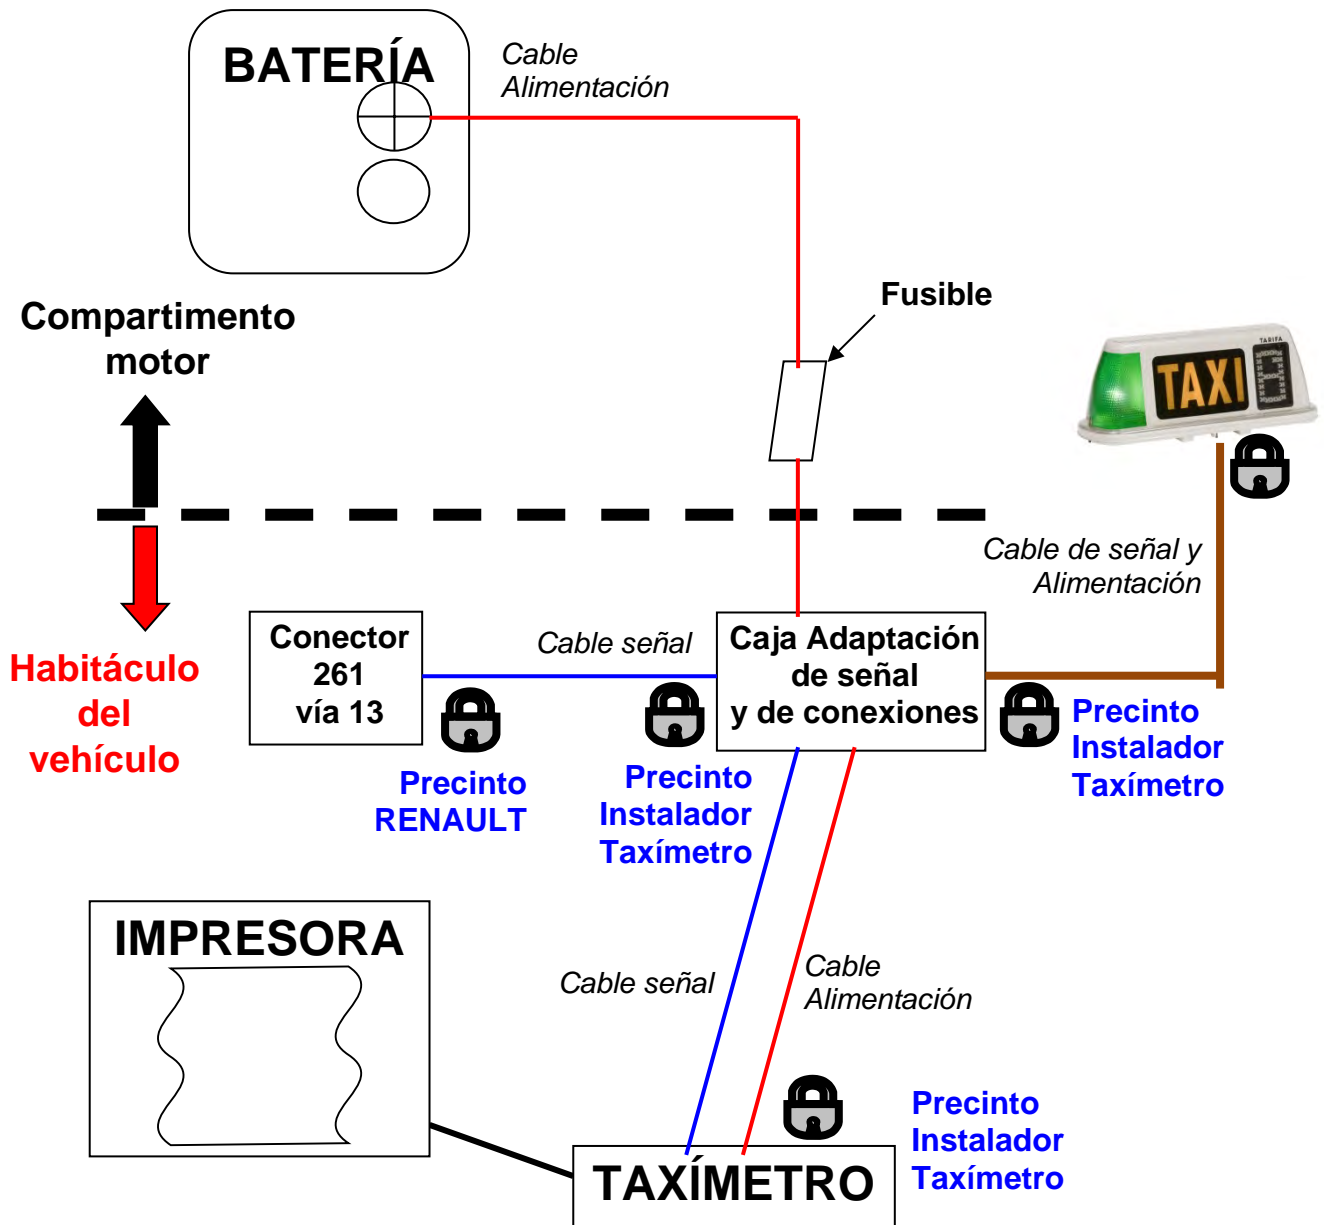 BATERÍA
Cable
Alimentación
Fusible
Compartimento
motor
TARIFA
TAXI
8
Cable de señal y
Alimentación
Habitáculo
del
vehículo
Conector
261
vía 13
Cable señal
Caja Adaptación
de señal
y de conexiones
Precinto
RENAULT
Precinto
Instalador
Taxímetro
Precinto
Instalador
Taxímetro
IMPRESORA
Cable señal
Cable
Alimentación
Precinto
Instalador
Taxímetro
TAXÍMETRO